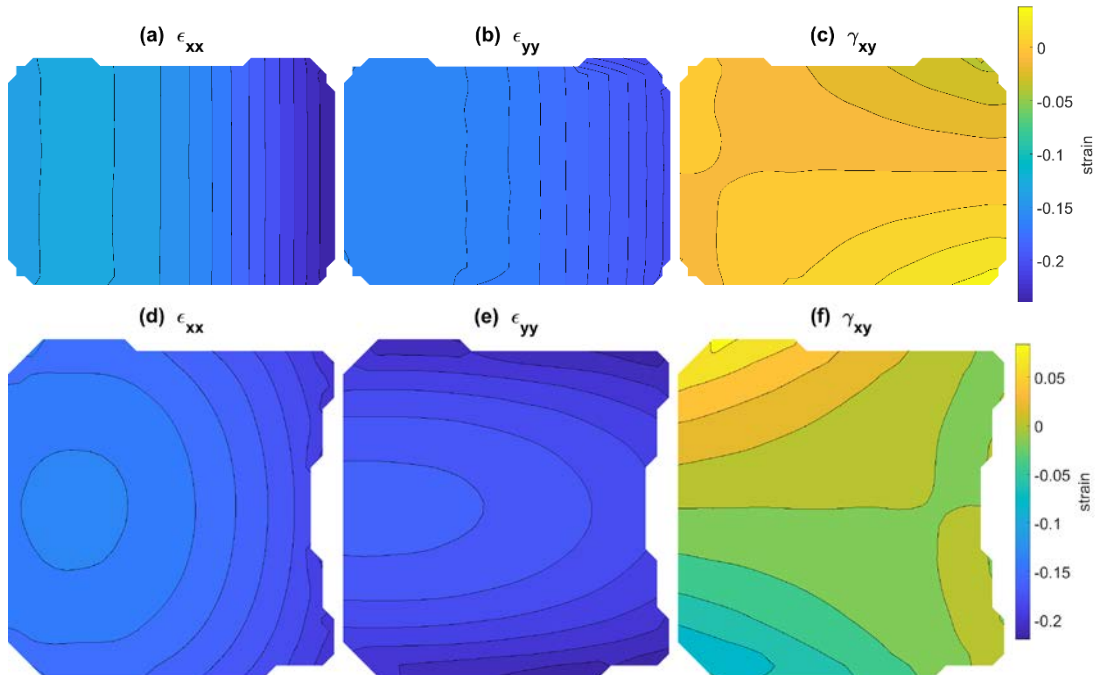 (a) ϵxx
(b) ϵyy
(c) γxy
0
-0.05
-0.1
-0.15
-0.2
strain
(d) ϵxx
(e) ϵyy
(f) γxy
0.05
0
-0.05
-0.1
-0.15
-0.2
strain